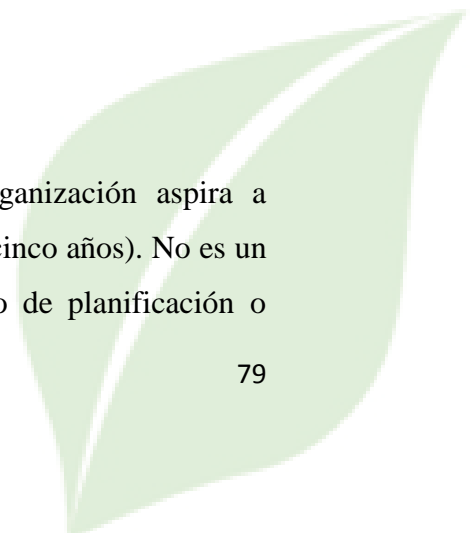 ganización aspira a
cinco años). No es un
o de planificación o
79